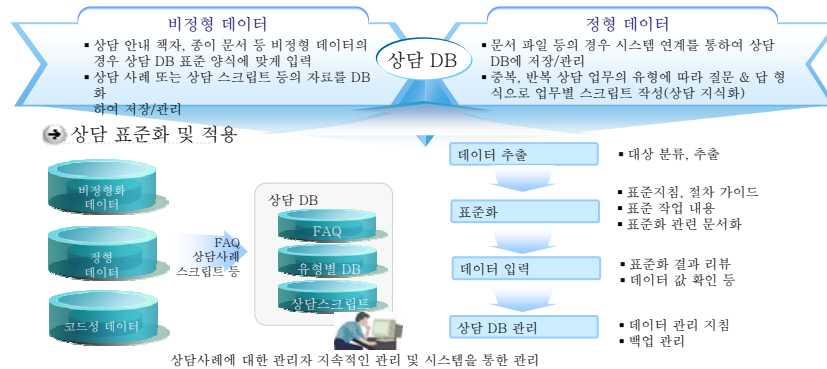 비정형 데이터
▪ 상담 안내 책자, 종이 문서 등 비정형 데이터의
경우 상담 DB 표준 양식에 맞게 입력
▪ 상담 사례 또는 상담 스크립트 등의 자료를 DB
화
하여 저장/관리
상담 DB
정형 데이터
▪ 문서 파일 등의 경우 시스템 연계를 통하여 상담
DB에 저장/관리
▪ 중복, 반복 상담 업무의 유형에 따라 질문 & 답 형
식으로 업무별 스크립트 작성(상담 지식화)
상담 표준화 및 적용
비정형화
데이터
정형
데이터
코드성 데이터
FAQ
상담사례
스크립트 등
상담 DB
FAQ
유형별 DB
상담스크립트
데이터 추출
▪ 대상 분류, 추출
표준화
▪ 표준지침, 절차 가이드
▪ 표준 작업 내용
▪ 표준화 관련 문서화
데이터 입력
▪ 표준화 결과 리뷰
▪ 데이터 값 확인 등
상담 DB 관리
▪ 데이터 관리 지침
▪ 백업 관리
상담사례에 대한 관리자 지속적인 관리 및 시스템을 통한 관리